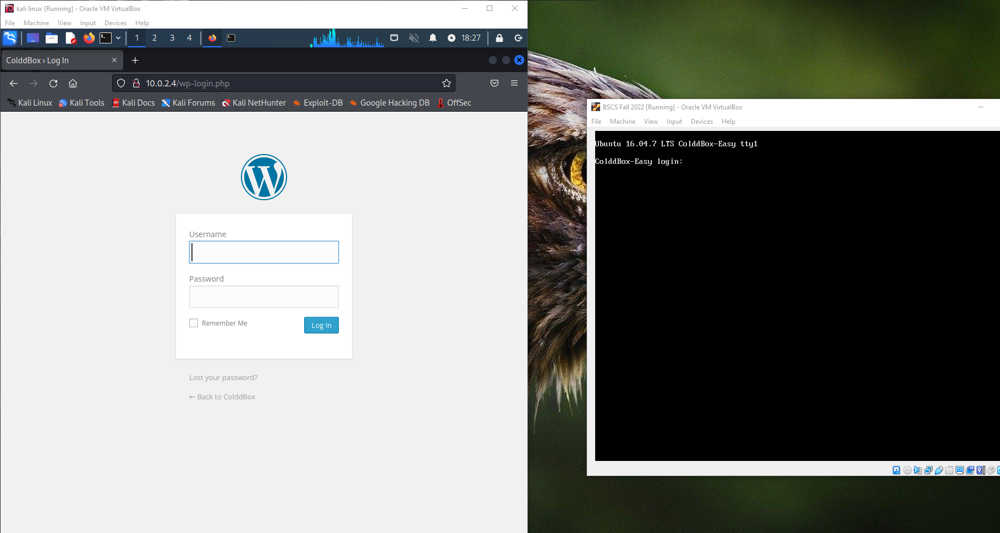 kali linux [Running] - Oracle VM VirtualBox
File Machine View Input Devices Help
1 2 3 4 18:27
ColddBox › Log In
10.0.2.4/wp-login.php
Kali Linux Kali Tools Kali Docs Kali Forums Kali NetHunter Exploit-DB Google Hacking DB OffSec
Username
Password
Remember Me Log In
Lost your password?
← Back to ColddBox
BSCS Fall 2022 [Running] - Oracle VM VirtualBox
File Machine View Input Devices Help
Ubuntu 16.04.7 LTS ColddBox-Easy tty1
ColddBox-Easy login: